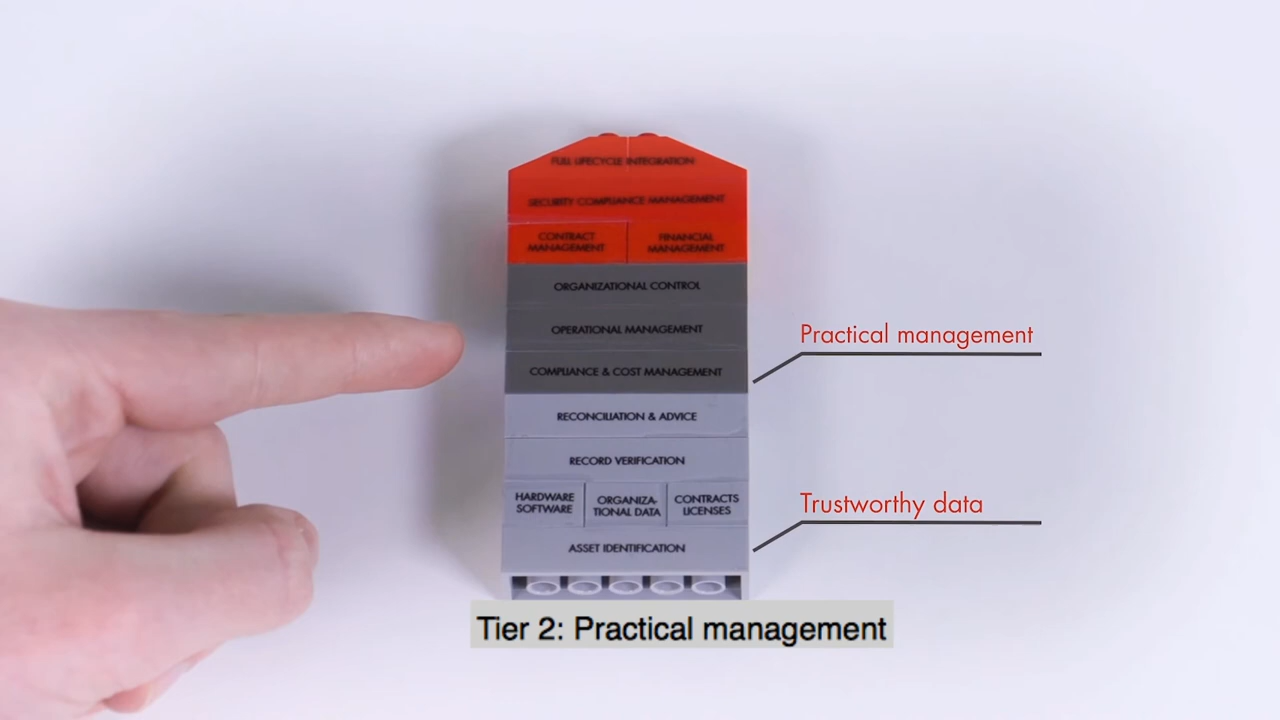 FULL LIFECYCLE INTEGRATION
SECURITY COMPLIANCE MANAGEMENT
CONTRACT
MANAGEMENT
FINANCIAL
MANAGEMENT
ORGANIZATIONAL CONTROL
OPERATIONAL MANAGEMENT
Practical management
COMPLIANCE & COST MANAGEMENT
RECONCILIATION & ADVICE
RECORD VERIFICATION
HARDWARE
SOFTWARE
ORGANIZA-
TIONAL DATA
CONTRACTS
LICENSES
Trustworthy data
ASSET IDENTIFICATION
Tier 2: Practical management